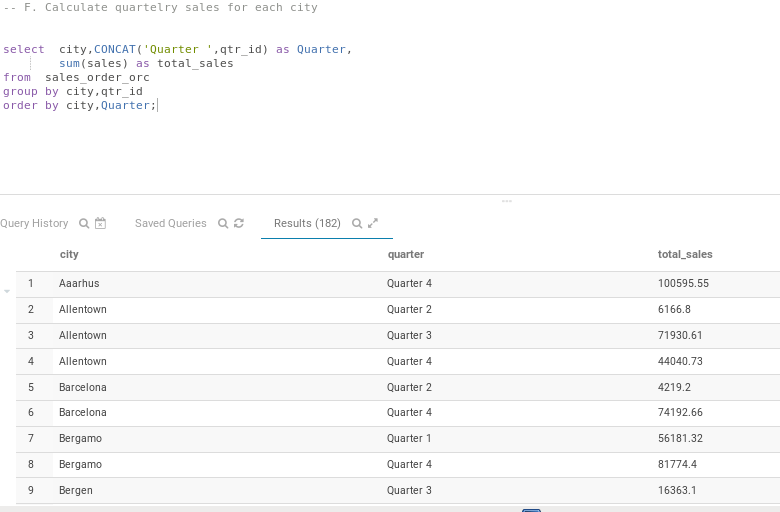 -- F. Calculate quartelry sales for each city
select  city,CONCAT('Quarter ',qtr_id) as Quarter,
        sum(sales) as total_sales
from  sales_order_orc
group by city,qtr_id
order by city,Quarter;
Query History Saved Queries Results (182)
city quarter total_sales
1 Aaarhus Quarter 4 100595.55
2 Allentown Quarter 2 6166.8
3 Allentown Quarter 3 71930.61
4 Allentown Quarter 4 44040.73
5 Barcelona Quarter 2 4219.2
6 Barcelona Quarter 4 74192.66
7 Bergamo Quarter 1 56181.32
8 Bergamo Quarter 4 81774.4
9 Bergen Quarter 3 16363.1